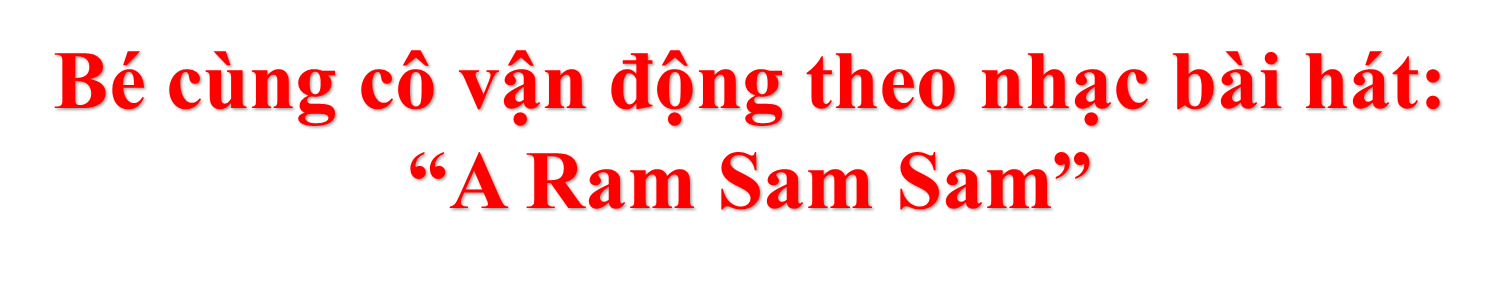 Bé cùng cô vận động theo nhạc bài hát:
“A Ram Sam Sam”